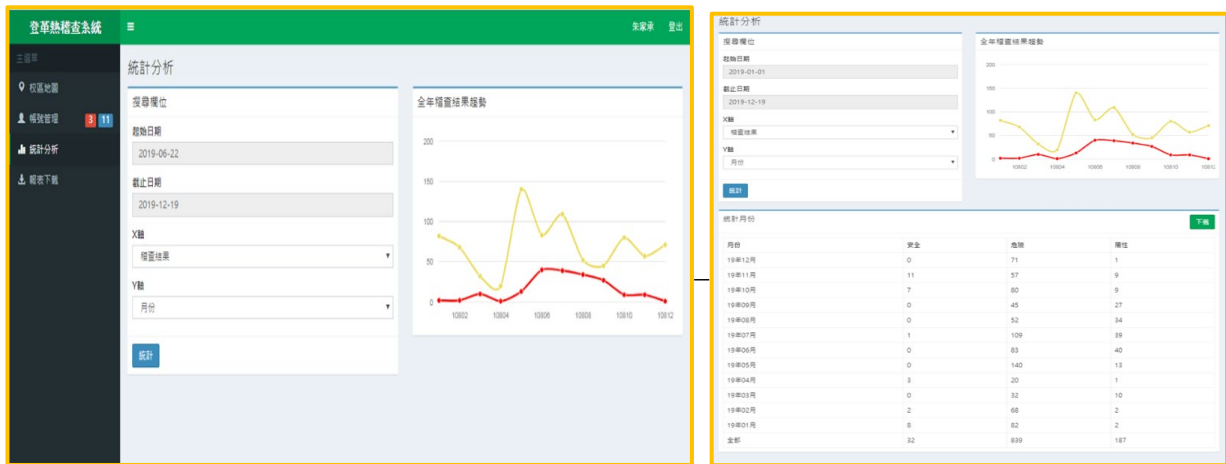 登革熱稽查系統
朱家承 登出
主選單
校區地圖
帳號管理 3 11
統計分析
報表下載
統計分析
搜尋欄位
起始日期
2019-06-22
截止日期
2019-12-19
X軸
稽查結果
Y軸
月份
統計
全年稽查結果趨勢
200
150
100
50
0
10802 10804 10806 10808 10810 10812
統計分析
搜尋欄位
起始日期
2019-01-01
截止日期
2019-12-19
X軸
稽查結果
Y軸
月份
統計
全年稽查結果趨勢
200
150
100
50
0
10802 10804 10806 10808 10810 10812
統計月份 下載
月份 安全 危險 陽性
19年12月 0 71 1
19年11月 11 57 9
19年10月 7 80 9
19年09月 0 45 27
19年08月 0 52 34
19年07月 1 109 39
19年06月 0 83 40
19年05月 0 140 13
19年04月 3 20 1
19年03月 0 32 10
19年02月 2 68 2
19年01月 8 82 2
全部 32 839 187